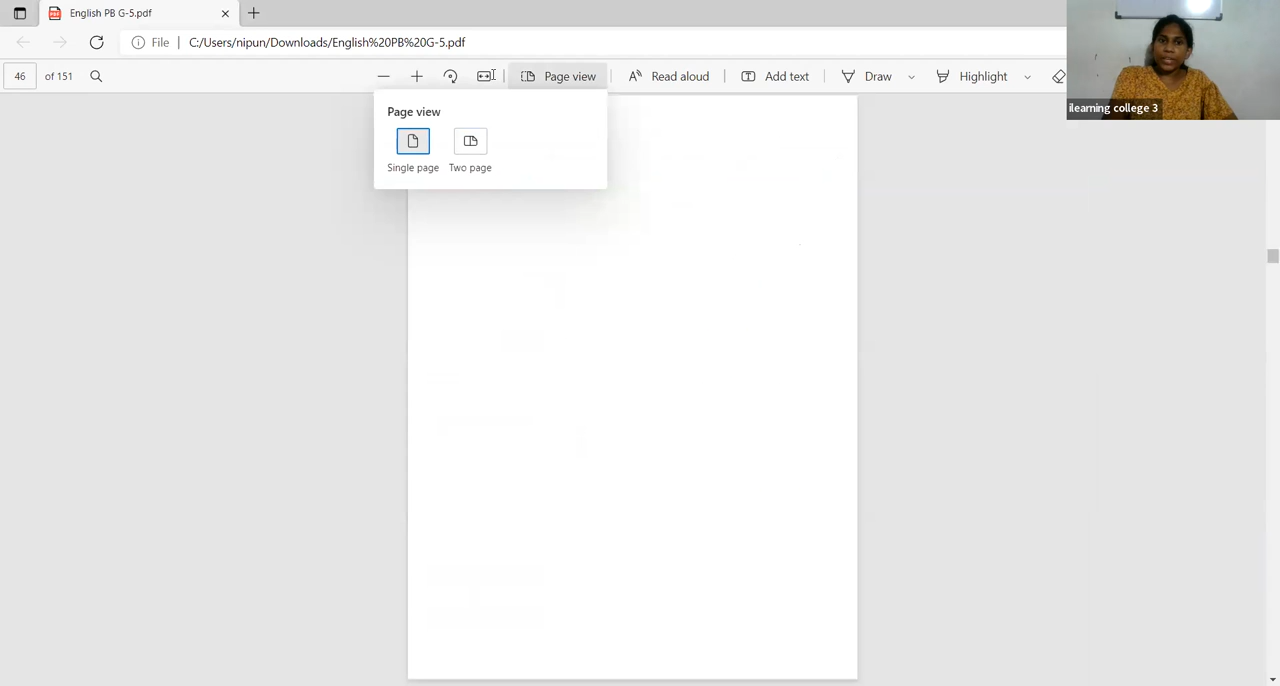 English PB G-5.pdf
File | C:/Users/nipun/Downloads/English%20PB%20G-5.pdf
46 of 151
Page view
Read aloud
Add text
Draw
Highlight
Page view
Single page
Two page
ilearning college 3